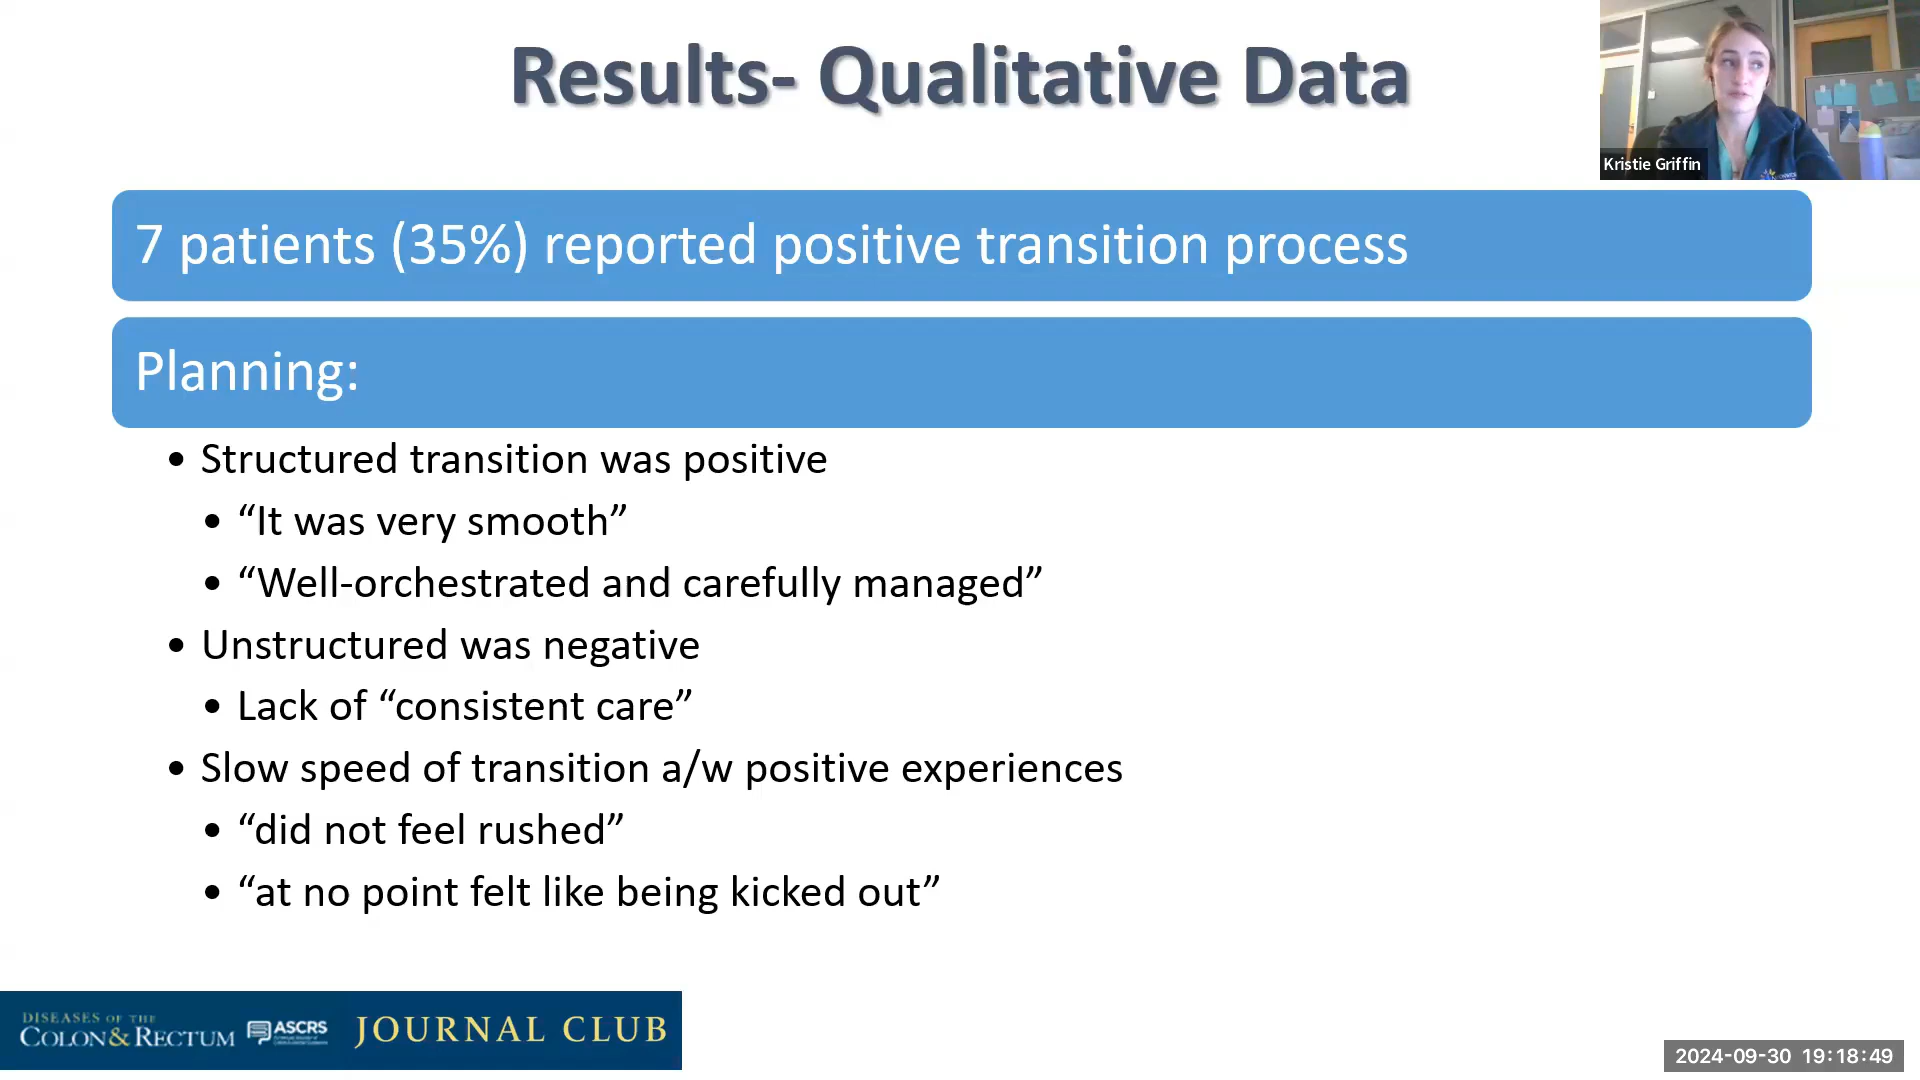 Results- Qualitative Data
Kristie Griffin
7 patients (35%) reported positive transition process
Planning:
• Structured transition was positive
• “It was very smooth”
• “Well-orchestrated and carefully managed”
• Unstructured was negative
• Lack of “consistent care”
• Slow speed of transition a/w positive experiences
• “did not feel rushed”
• “at no point felt like being kicked out”
DISEASES OF THE
COLON&RECTUM
ASCRS
JOURNAL CLUB
2024-09-30 19:18:49